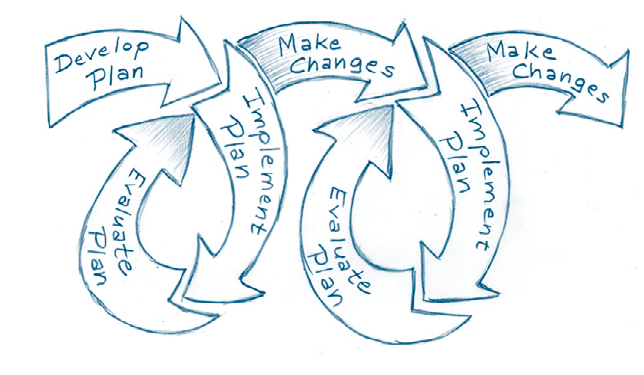 Develop
Plan
Implement
Plan
Evaluate
Plan
Make
Changes
Implement
Plan
Evaluate
Plan
Make
Changes